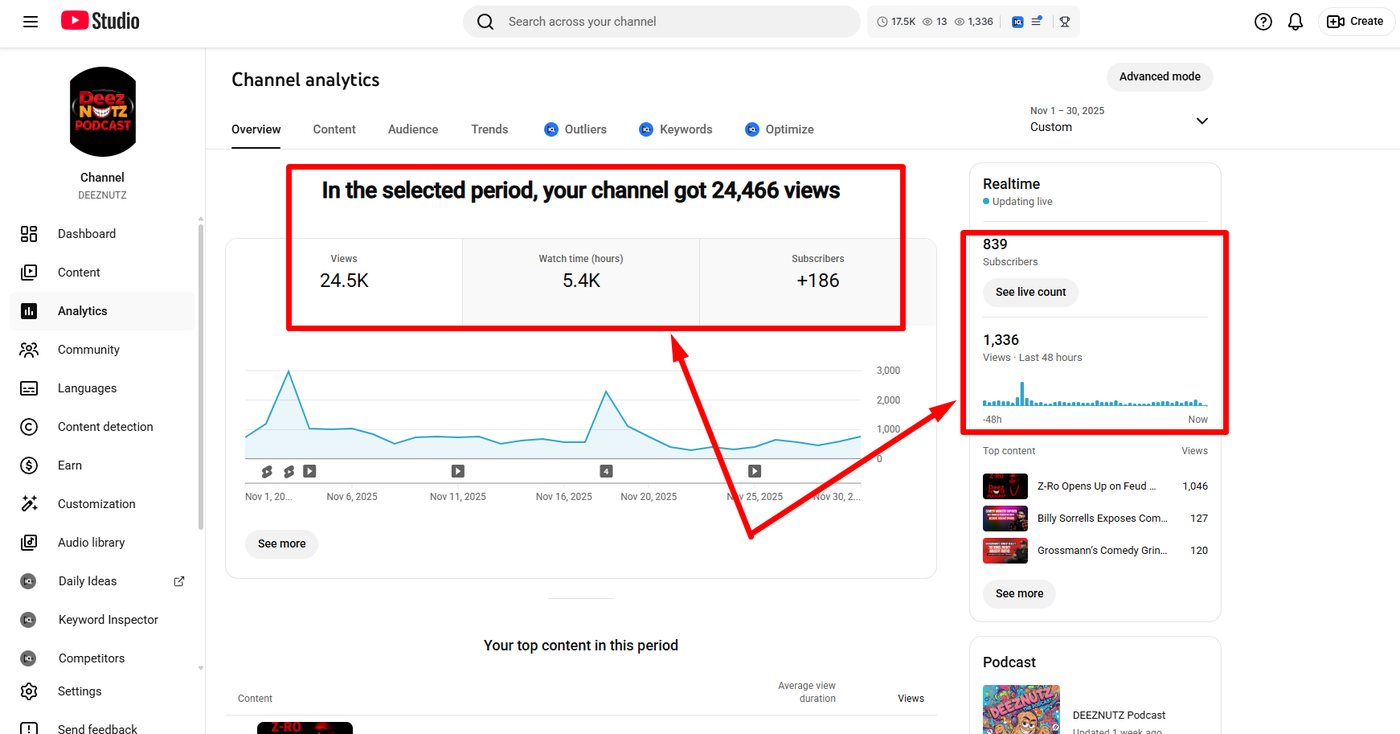 Studio
Search across your channel
17.5K 13 1,336
Create
Deez
NUTZ
PODCAST
Channel
DEEZNUTZ
Dashboard
Content
Analytics
Community
Languages
Content detection
Earn
Customization
Audio library
Daily Ideas
Keyword Inspector
Competitors
Settings
Send feedback
Channel analytics
Advanced mode
Overview Content Audience Trends Outliers Keywords Optimize
Nov 1 – 30, 2025
Custom
In the selected period, your channel got 24,466 views
Views
24.5K
Watch time (hours)
5.4K
Subscribers
+186
3,000
2,000
1,000
0
4
Nov 1, 20... Nov 6, 2025 Nov 11, 2025 Nov 16, 2025 Nov 20, 2025 Nov 25, 2025 Nov 30, 2...
See more
Your top content in this period
Content Average view duration Views
Z-RO
Realtime
Updating live
839
Subscribers
See live count
1,336
Views · Last 48 hours
-48h Now
Top content Views
Z-Ro Opens Up on Feud ... 1,046
Billy Sorrells Exposes Com... 127
Grossmann's Comedy Grin... 120
See more
Podcast
DEEZNUTZ
DEEZNUTZ Podcast
Updated 1 week ago